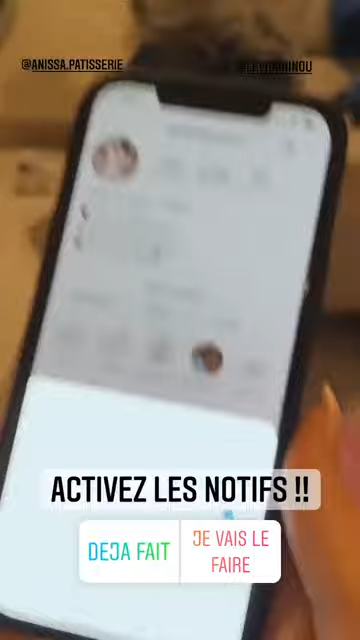 @ANISSA.PATISSERIE
ACTIVEZ LES NOTIFS !!
DEJA FAIT
JE VAIS LE
FAIRE